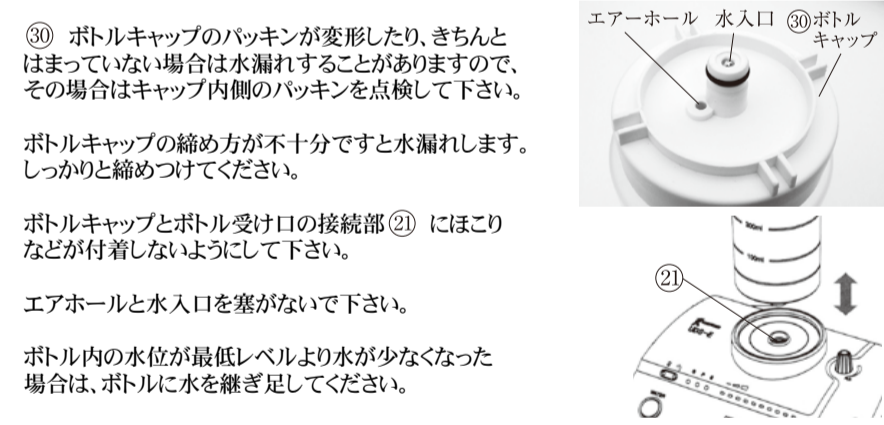 ㉚ ボトルキャップのパッキンが変形したり、きちんと
はまっていない場合は水漏れすることがありますので、
その場合はキャップ内側のパッキンを点検して下さい。
ボトルキャップの締め方が不十分ですと水漏れします。
しっかりと締めつけてください。
ボトルキャップとボトル受け口の接続部㉑ にほこり
などが付着しないようにして下さい。
エアホールと水入口を塞がないで下さい。
ボトル内の水位が最低レベルより水が少なくなった
場合は、ボトルに水を継ぎ足してください。
エアーホール 水入口 ㉚ボトル
キャップ
㉑